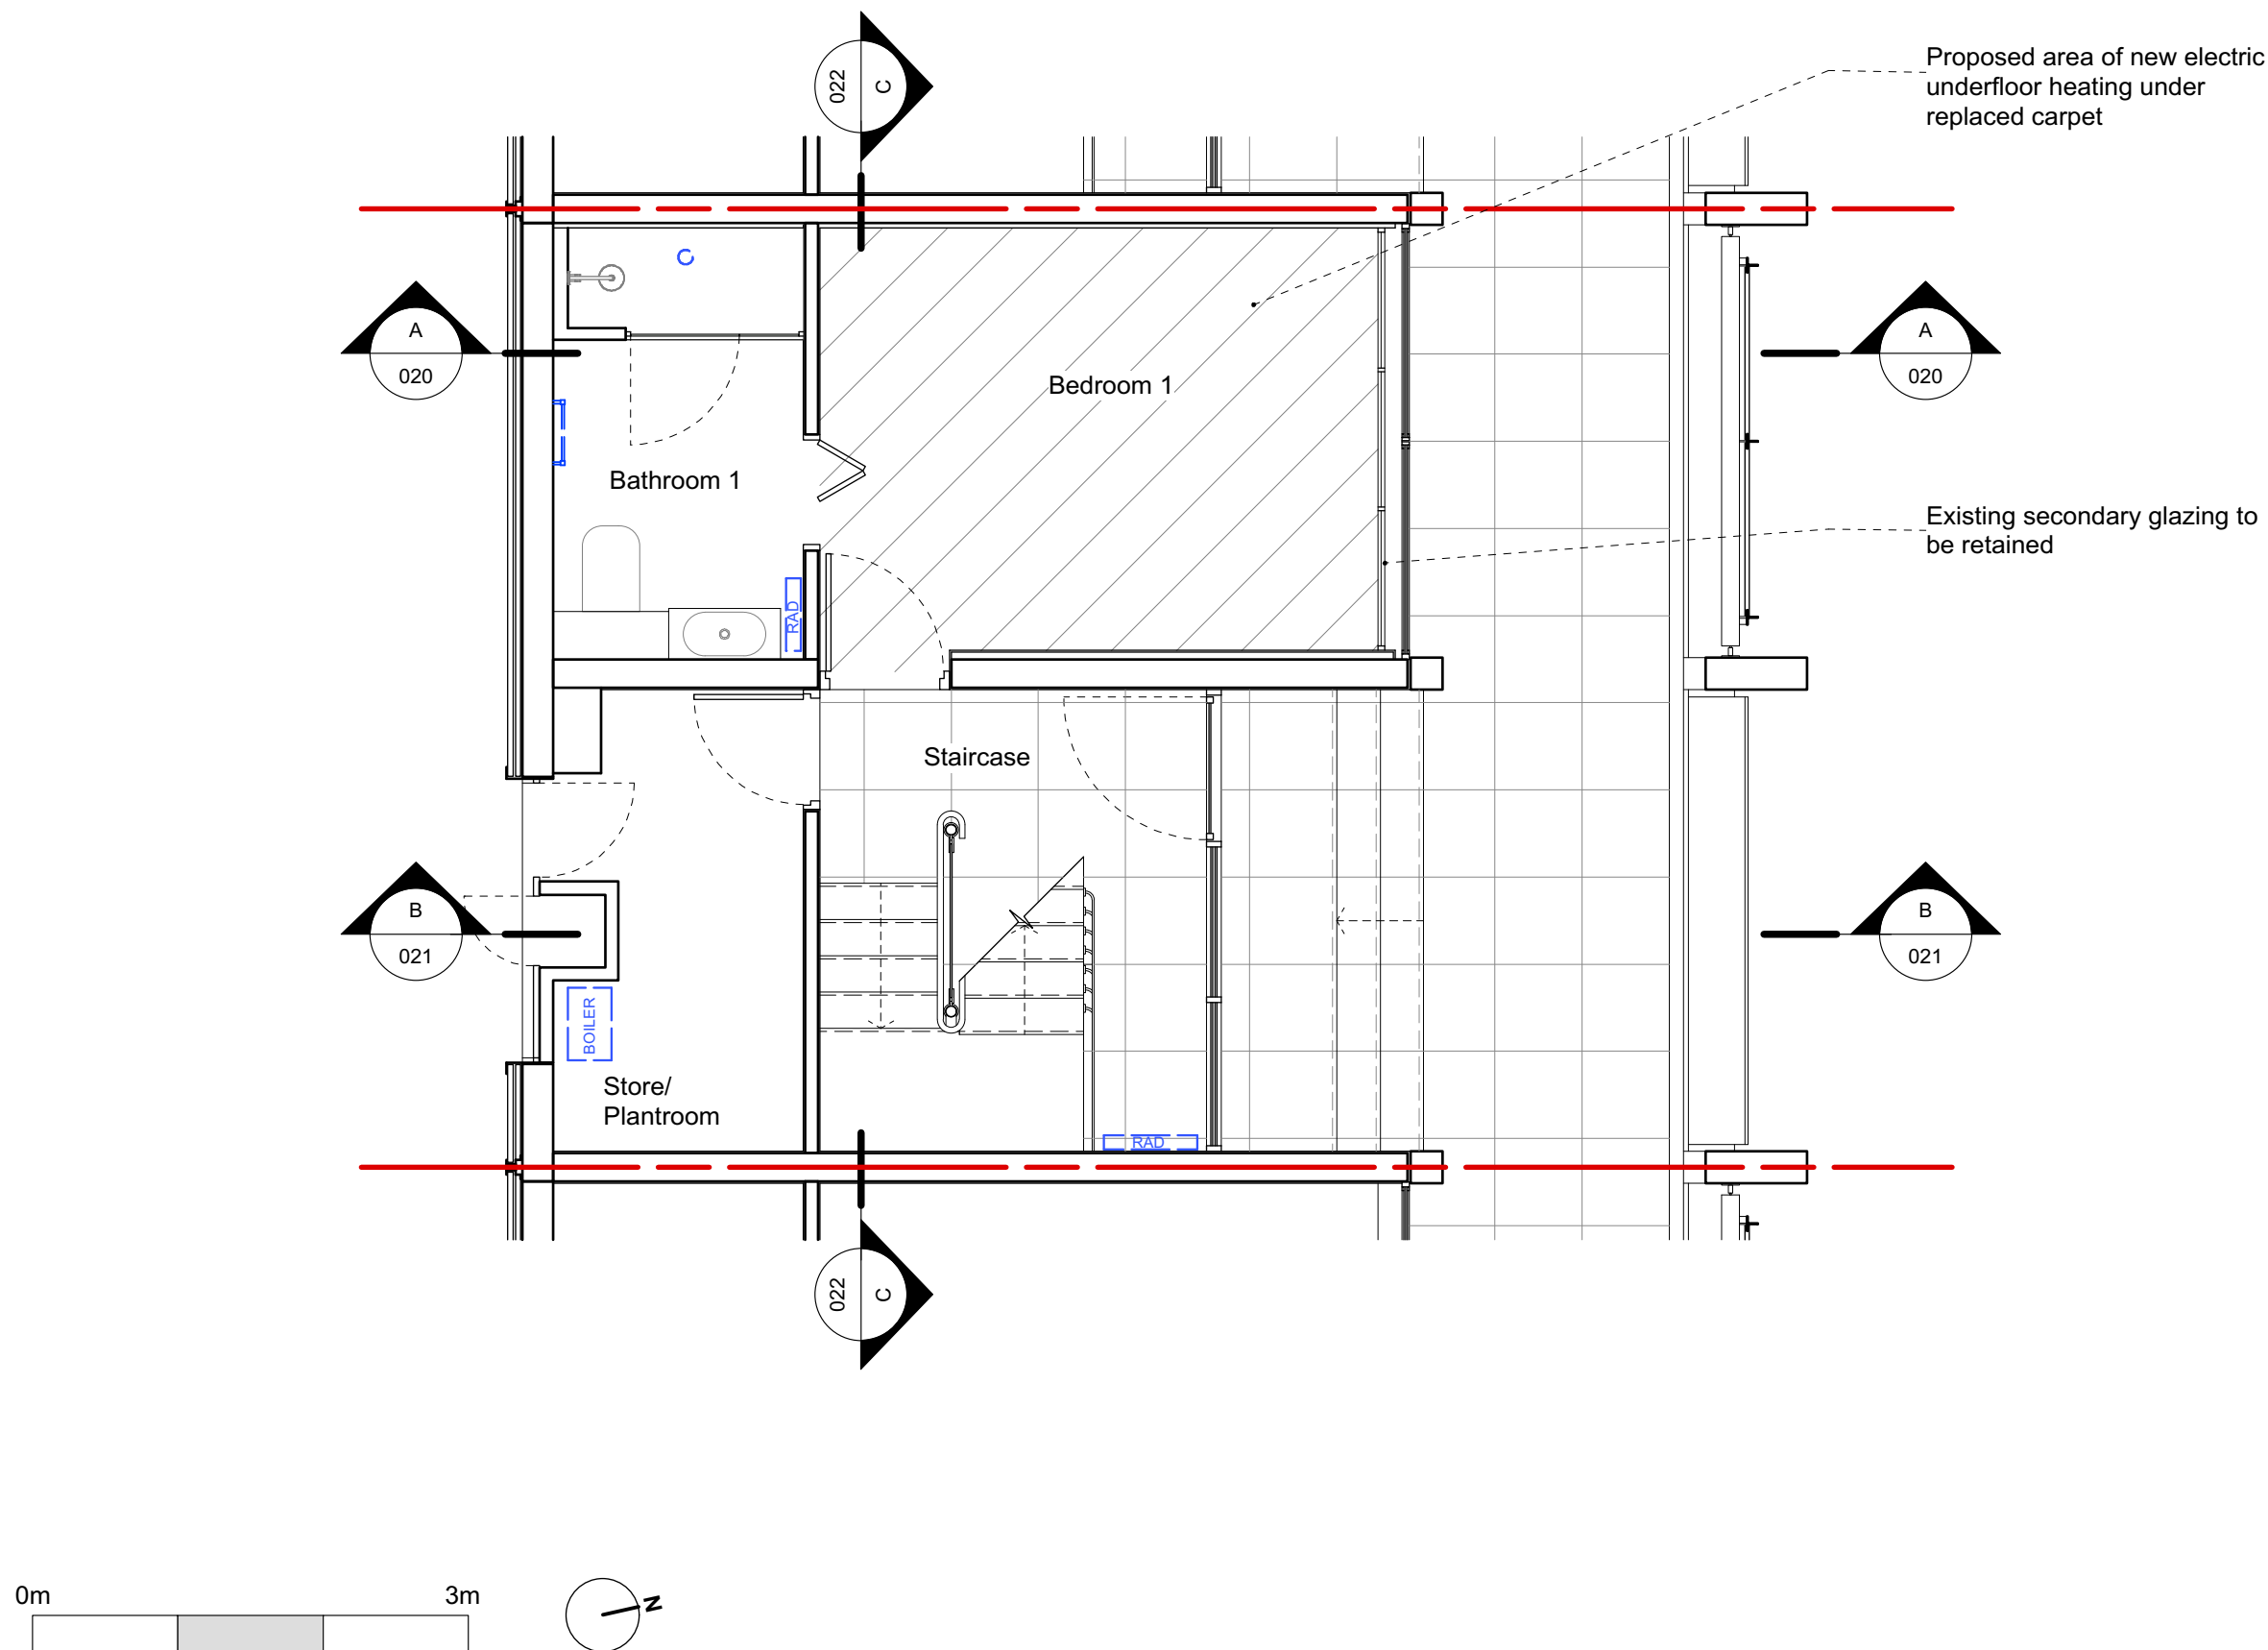 022
C
Proposed area of new electric
underfloor heating under
replaced carpet
A
020
A
020
Bedroom 1
Bathroom 1
Existing secondary glazing to
be retained
RAD
Staircase
B
021
B
021
BOILER
Store/
Plantroom
RAD
022
C
0m
3m
N